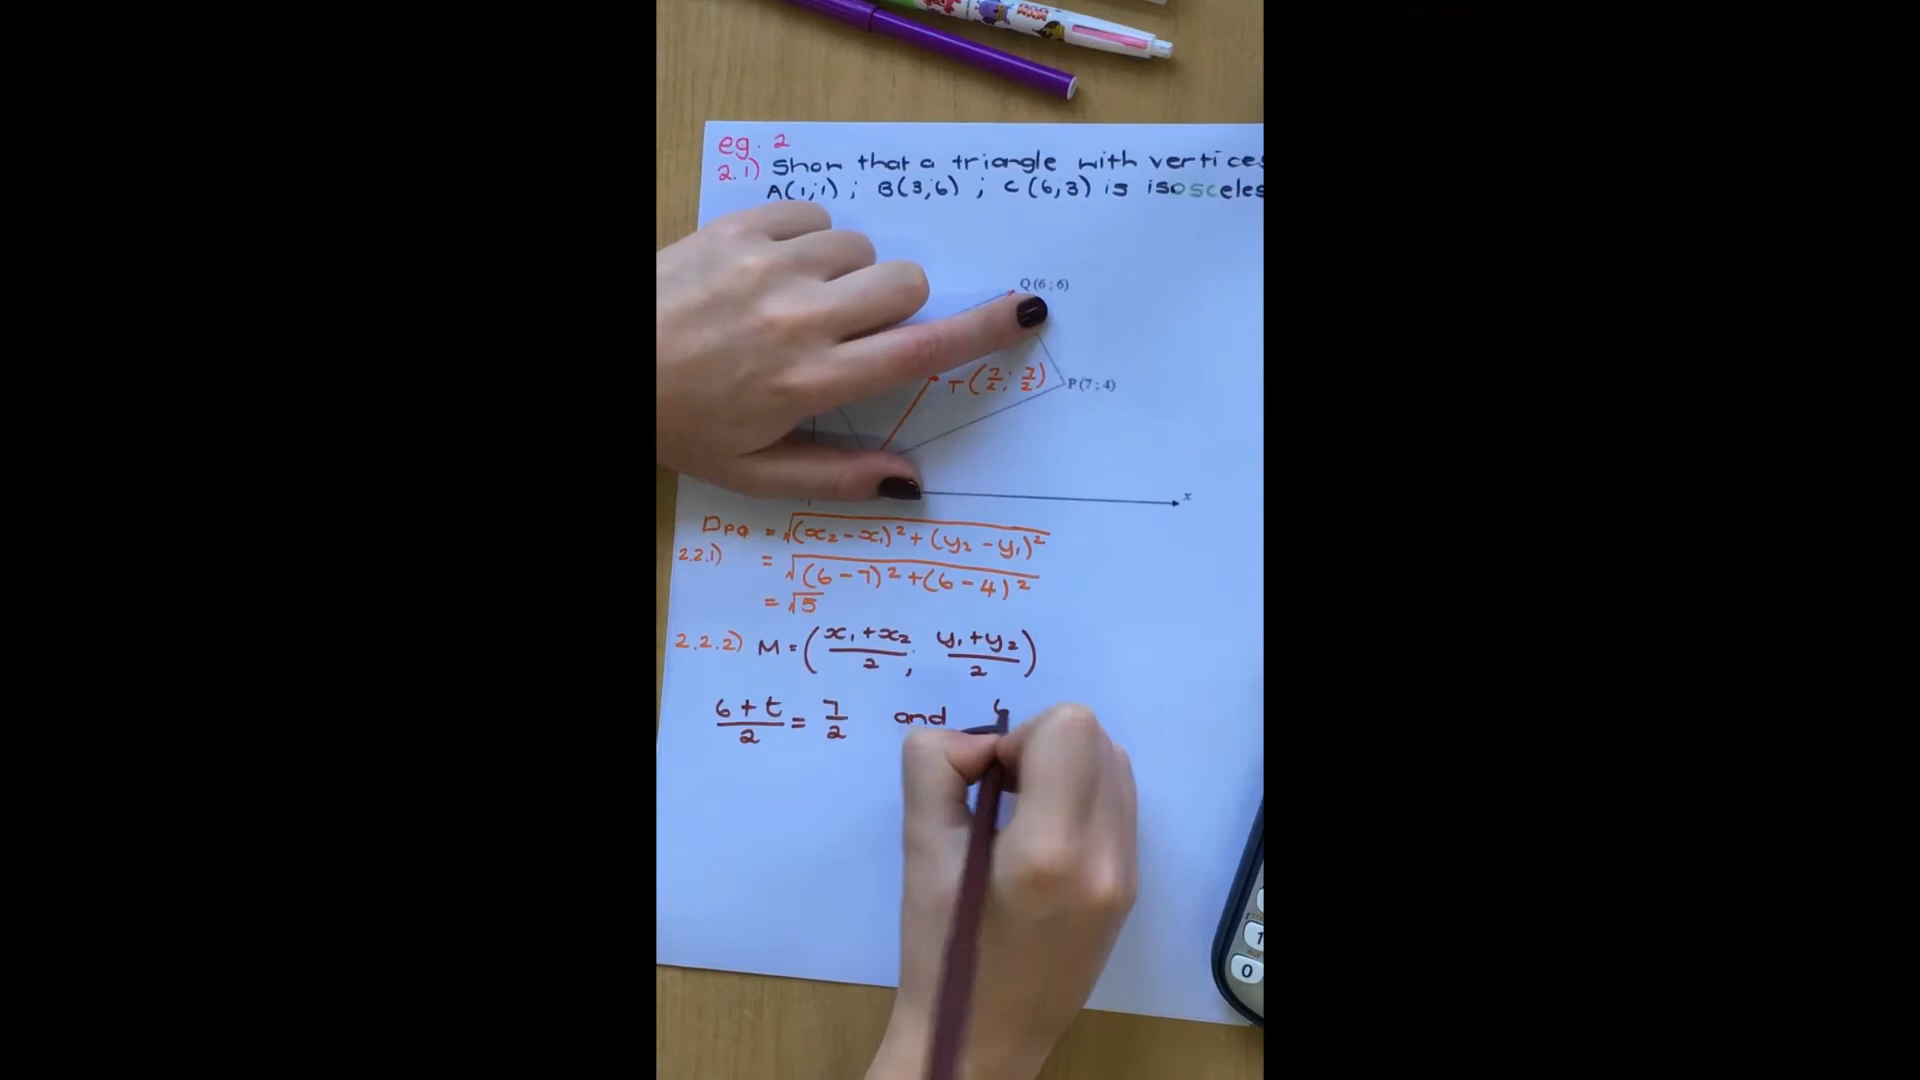 eg. 2
2.1) Show that a triangle with vertices
A(1;1) ; B(3;6) ; C(6;3) is isosceles
Q(6 ; 6)
T(7/2 ; 7/2)
P(7 ; 4)
x
DPQ = √(x₂-x₁)²+(y₂-y₁)²
2.2.1) = √(6-7)²+(6-4)²
= √5
2.2.2) M = (x₁+x₂/2 ; y₁+y₂/2)
6+t/2 = 7/2 and
1
0